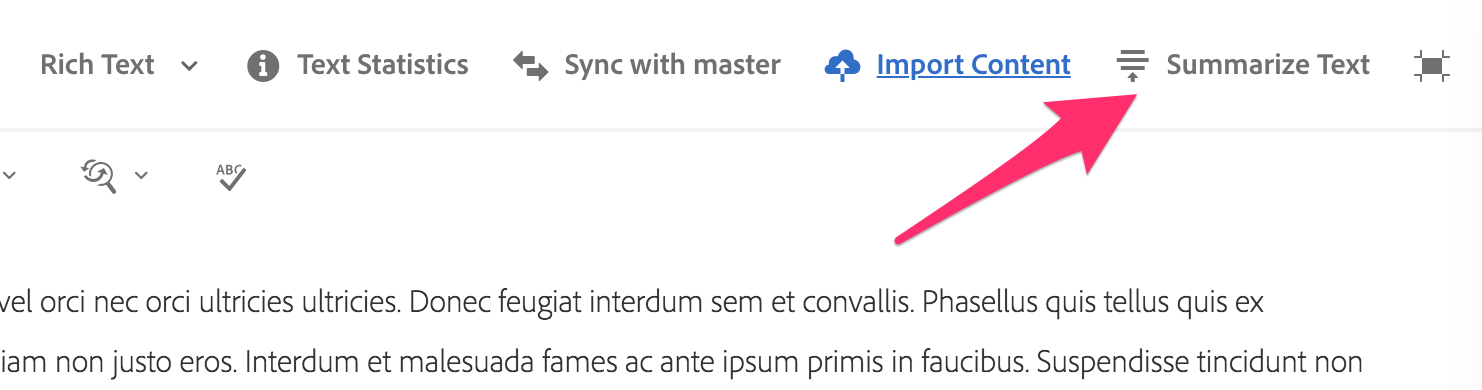 Rich Text Text Statistics Sync with master Import Content Summarize Text
ABC
vel orci nec orci ultricies ultricies. Donec feugiat interdum sem et convallis. Phasellus quis tellus quis ex
iam non justo eros. Interdum et malesuada fames ac ante ipsum primis in faucibus. Suspendisse tincidunt non